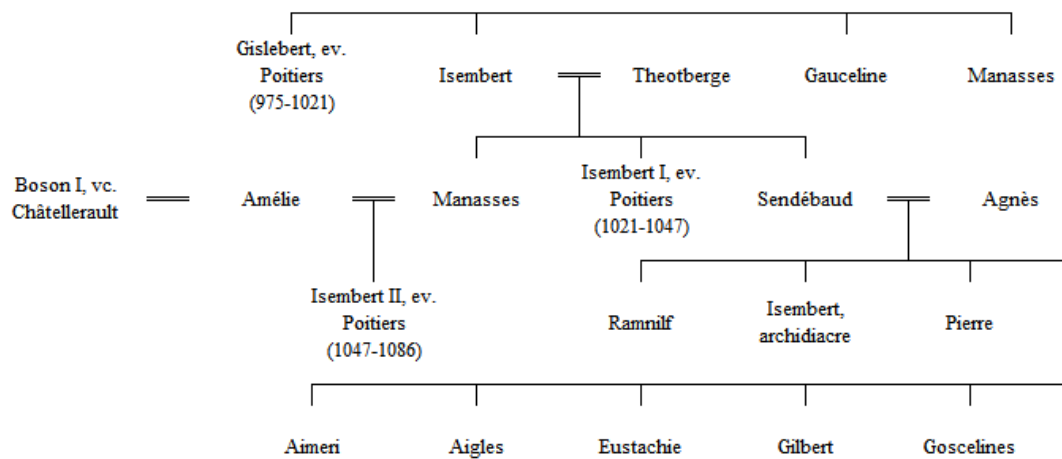 Gislebert, ev.
Poitiers
(975-1021)
Isembert
Theotberge
Gauceline
Manasses
Boson I, vc.
Châtellerault
Amélie
Manasses
Isembert I, ev.
Poitiers
(1021-1047)
Sendébaud
Agnès
Isembert II, ev.
Poitiers
(1047-1086)
Ramnilf
Isembert,
archidiacre
Pierre
Aimeri
Aigles
Eustachie
Gilbert
Goscelines